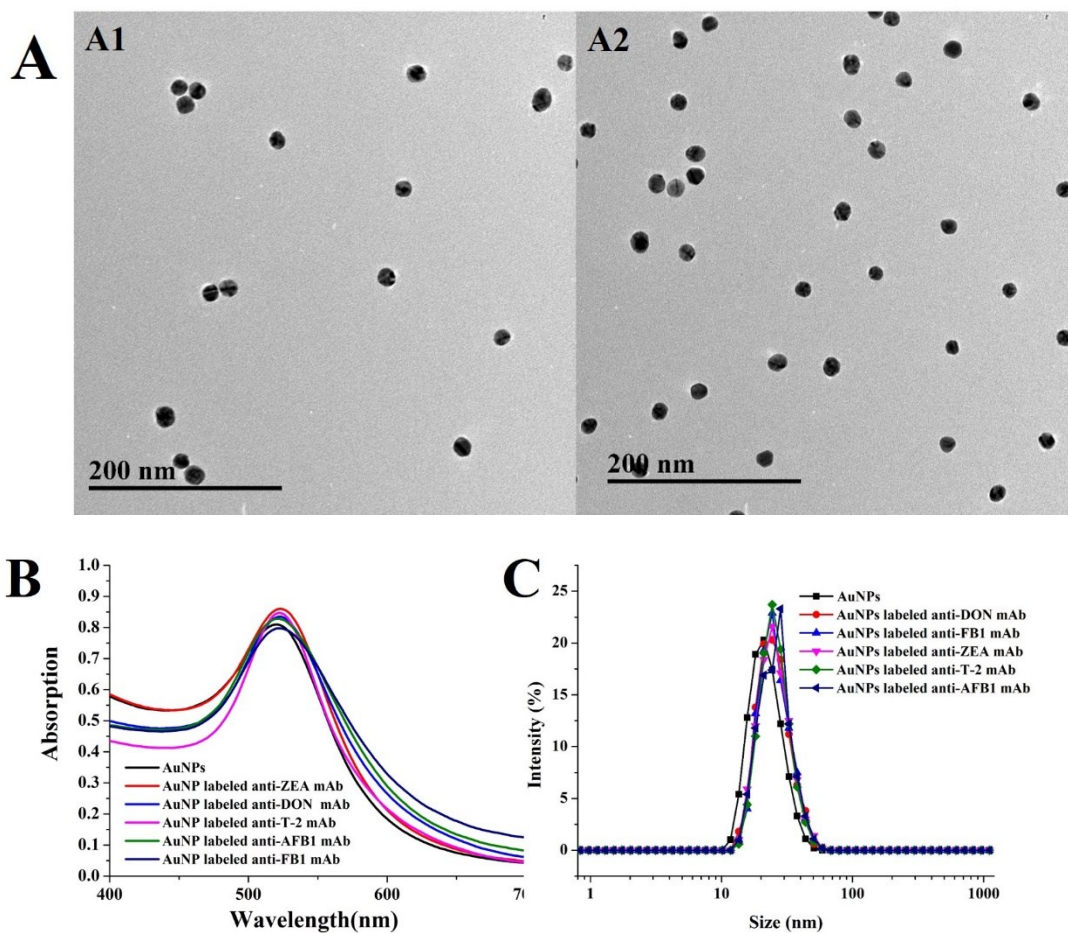 A
A1
A2
200 nm
200 nm
B
1.0
0.9
0.8
0.7
0.6
0.5
0.4
0.3
0.2
0.1
0.0
Absorption
AuNPs
AuNP labeled anti-ZEA mAb
AuNP labeled anti-DON mAb
AuNP labeled anti-T-2 mAb
AuNP labeled anti-AFB1 mAb
AuNP labeled anti-FB1 mAb
400 500 600 70
Wavelength(nm)
C
25
20
15
10
5
0
Intensity (%)
AuNPs
AuNPs labeled anti-DON mAb
AuNPs labeled anti-FB1 mAb
AuNPs labeled anti-ZEA mAb
AuNPs labeled anti-T-2 mAb
AuNPs labeled anti-AFB1 mAb
1 10 100 1000
Size (nm)